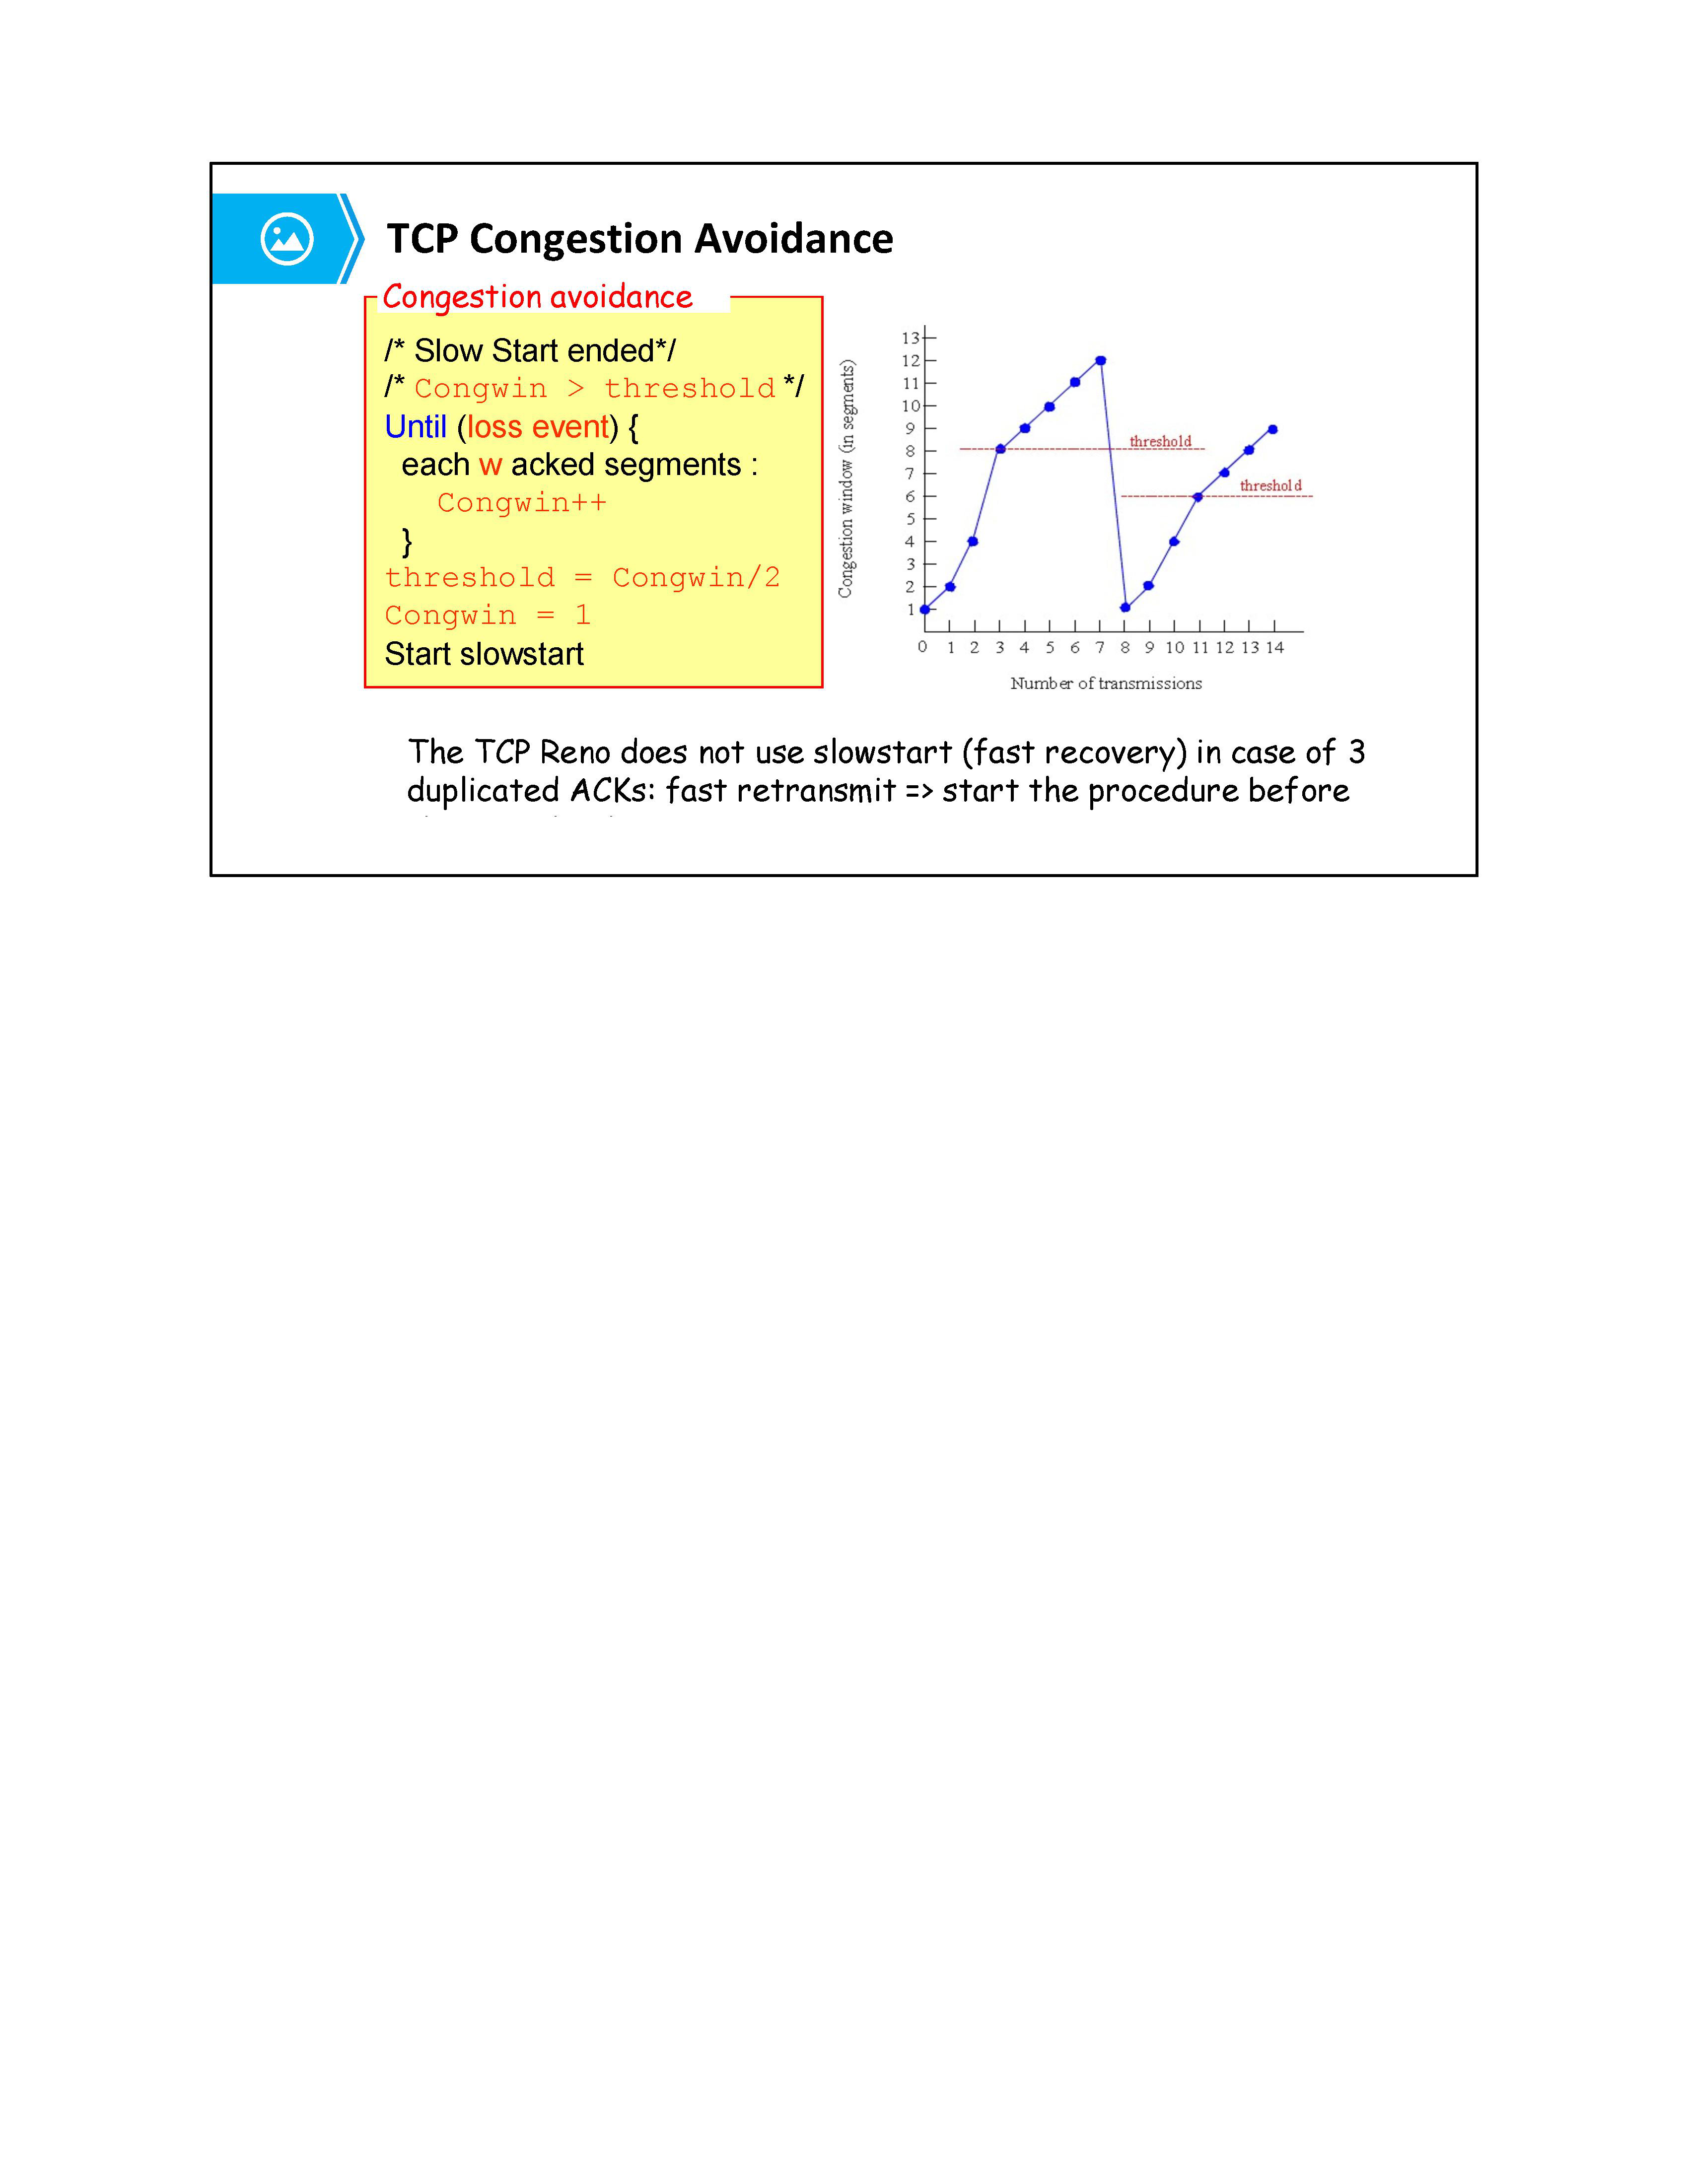 TCP Congestion Avoidance
Congestion avoidance
/* Slow Start ended*/
/* Congwin > threshold */
Until (loss event) {
each w acked segments :
Congwin++
}
threshold = Congwin/2
Congwin = 1
Start slowstart
Congestion window (in segments)
13
12
11
10
9
8
7
6
5
4
3
2
1
threshold
threshold
0 1 2 3 4 5 6 7 8 9 10 11 12 13 14
Number of transmissions
The TCP Reno does not use slowstart (fast recovery) in case of 3
duplicated ACKs: fast retransmit => start the procedure before